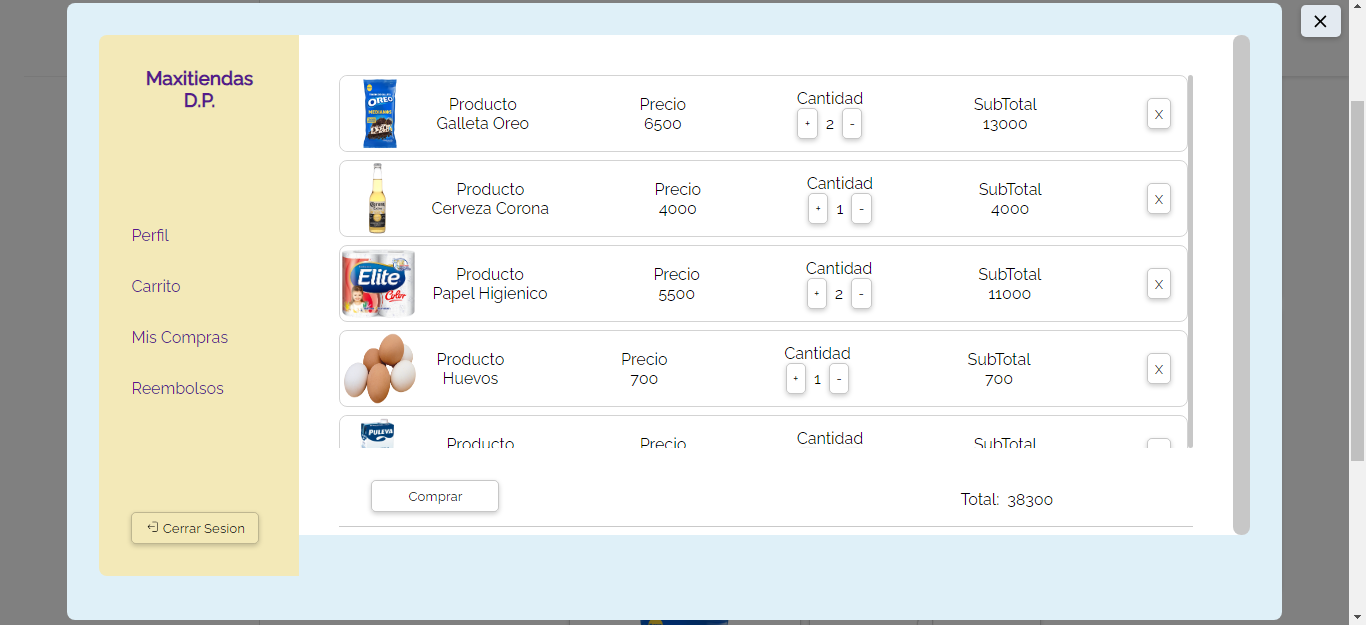 Maxitiendas
D.P.
Perfil
Carrito
Mis Compras
Reembolsos
Cerrar Sesion
OREO
Producto Precio Cantidad SubTotal
Galleta Oreo 6500 + 2 - 13000 X
Producto Precio Cantidad SubTotal
Cerveza Corona 4000 + 1 - 4000 X
Elite
Color
Producto Precio Cantidad SubTotal
Papel Higienico 5500 + 2 - 11000 X
Producto Precio Cantidad SubTotal
Huevos 700 + 1 - 700 X
PULEVA
Producto Precio Cantidad SubTotal
Comprar Total: 38300